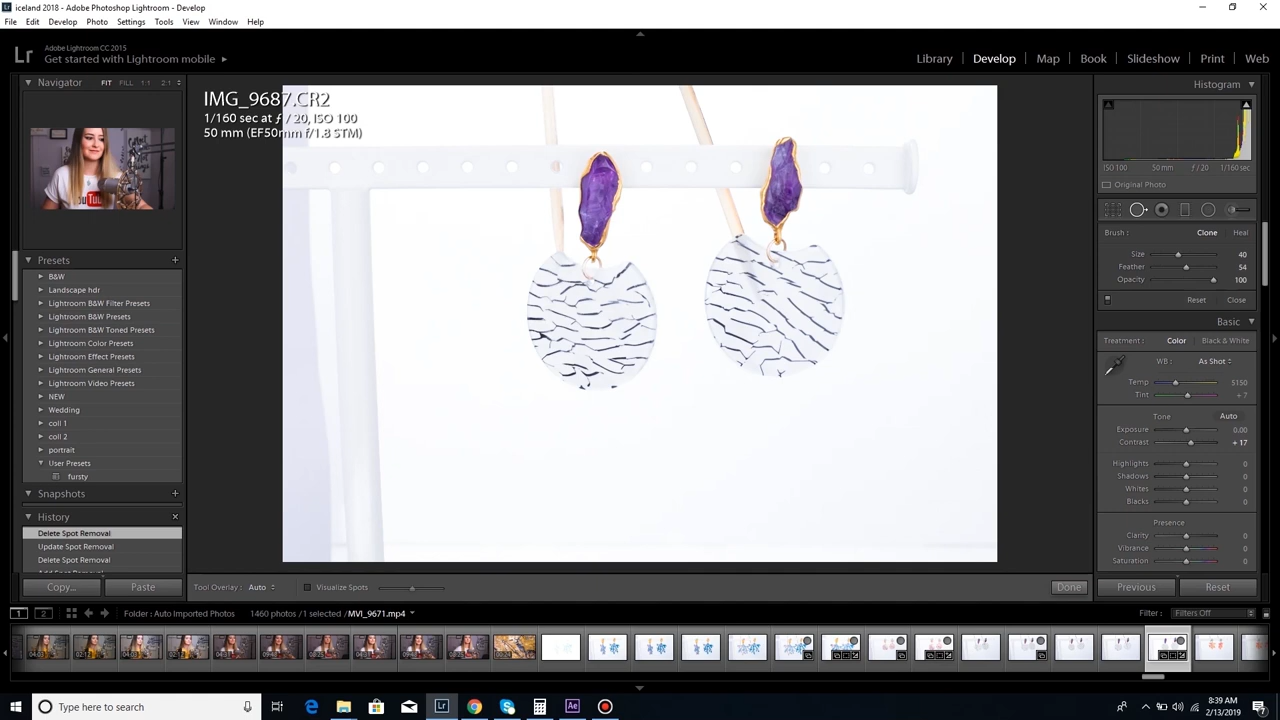 iceland 2018 - Adobe Photoshop Lightroom - Develop
File Edit Develop Photo Settings Tools View Window Help
Lr
Adobe Lightroom CC 2015
Get started with Lightroom mobile
Library Develop Map Book Slideshow Print Web
Navigator FIT FILL 1:1 2:1
Histogram
IMG_9687.CR2
1/160 sec at ƒ / 20, ISO 100
50 mm (EF50mm f/1.8 STM)
ISO 100 50 mm ƒ / 20 1/160 sec
Original Photo
Brush: Clone Heal
Size 40
Feather 54
Opacity 100
Reset Close
Presets
B&W
Landscape hdr
Lightroom B&W Filter Presets
Lightroom B&W Presets
Lightroom B&W Toned Presets
Lightroom Color Presets
Lightroom Effect Presets
Lightroom General Presets
Lightroom Video Presets
NEW
Wedding
coll 1
coll 2
portrait
User Presets
fursty
Snapshots
History
Delete Spot Removal
Update Spot Removal
Delete Spot Removal
Copy... Paste
Basic
Treatment: Color Black & White
WB: As Shot
Temp 5150
Tint + 7
Tone Auto
Exposure 0.00
Contrast + 17
Highlights 0
Shadows 0
Whites 0
Blacks 0
Presence
Clarity 0
Vibrance 0
Saturation 0
Tool Overlay: Auto Visualize Spots Done
Previous Reset
1 2 Folder : Auto Imported Photos 1460 photos / 1 selected / MVI_9671.mp4 Filter : Filters Off
Type here to search
Lr
Ae
8:39 AM
2/13/2019